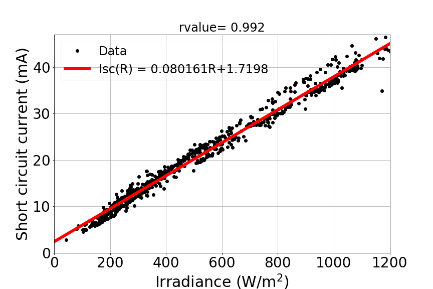 rvalue= 0.992
Data
Isc(R) = 0.080161R+1.7198
Short circuit current (mA)
40
30
20
10
0
0 200 400 600 800 1000 1200
Irradiance (W/m²)